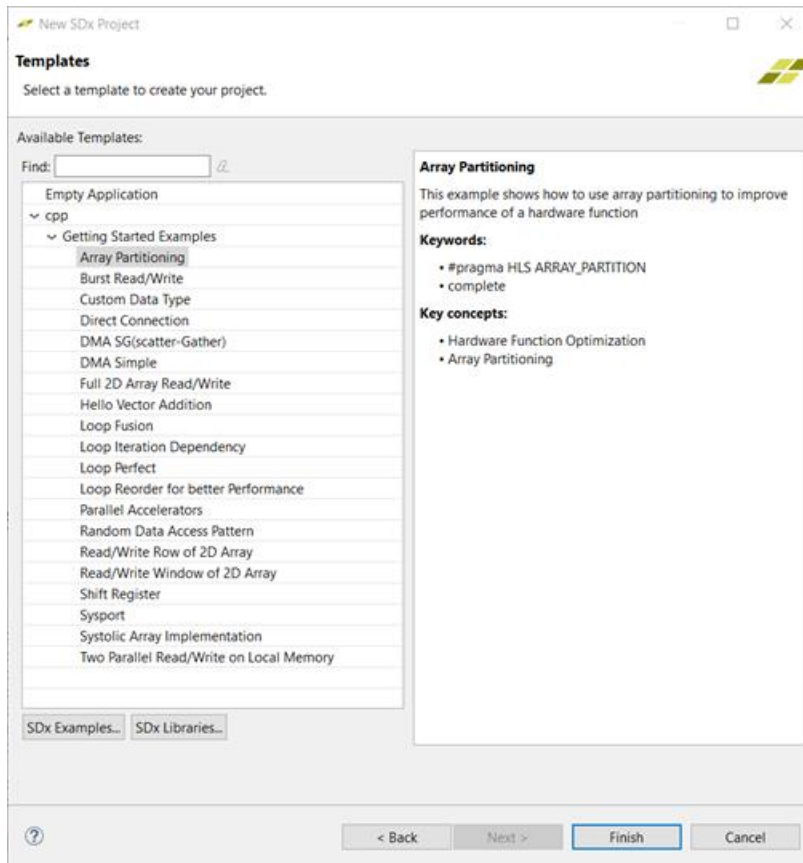 New SDx Project
Templates
Select a template to create your project.
Available Templates:
Find:
Empty Application
cpp
Getting Started Examples
Array Partitioning
Burst Read/Write
Custom Data Type
Direct Connection
DMA SG(scatter-Gather)
DMA Simple
Full 2D Array Read/Write
Hello Vector Addition
Loop Fusion
Loop Iteration Dependency
Loop Perfect
Loop Reorder for better Performance
Parallel Accelerators
Random Data Access Pattern
Read/Write Row of 2D Array
Read/Write Window of 2D Array
Shift Register
Sysport
Systolic Array Implementation
Two Parallel Read/Write on Local Memory
SDx Examples... SDx Libraries...
Array Partitioning
This example shows how to use array partitioning to improve
performance of a hardware function
Keywords:
• #pragma HLS ARRAY_PARTITION
• complete
Key concepts:
• Hardware Function Optimization
• Array Partitioning
? < Back Next > Finish Cancel